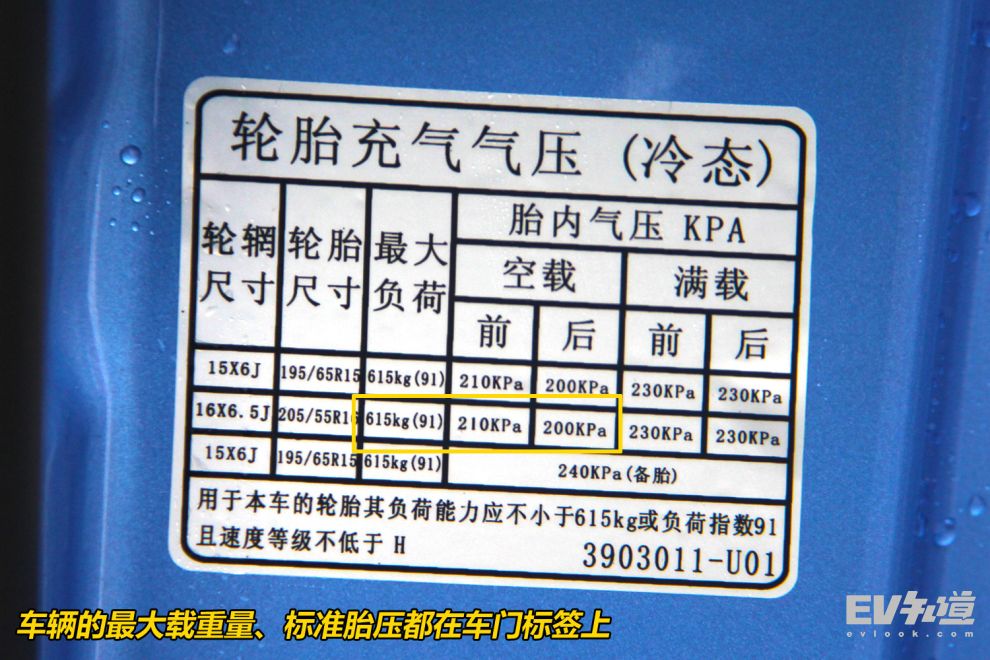 轮胎充气气压(冷态)
轮辋尺寸 轮胎尺寸 最大负荷 胎内气压 KPA
空载 满载
前 后 前 后
15X6J 195/65R15 615kg(91) 210KPa 200KPa 230KPa 230KPa
16X6.5J 205/55R16 615kg(91) 210KPa 200KPa 230KPa 230KPa
15X6J 195/65R15 615kg(91) 240KPa(备胎)
用于本车的轮胎其负荷能力应不小于615kg或负荷指数91
且速度等级不低于 H
3903011-U01
车辆的最大载重量、标准胎压都在车门标签上
EV知道
evlook.com